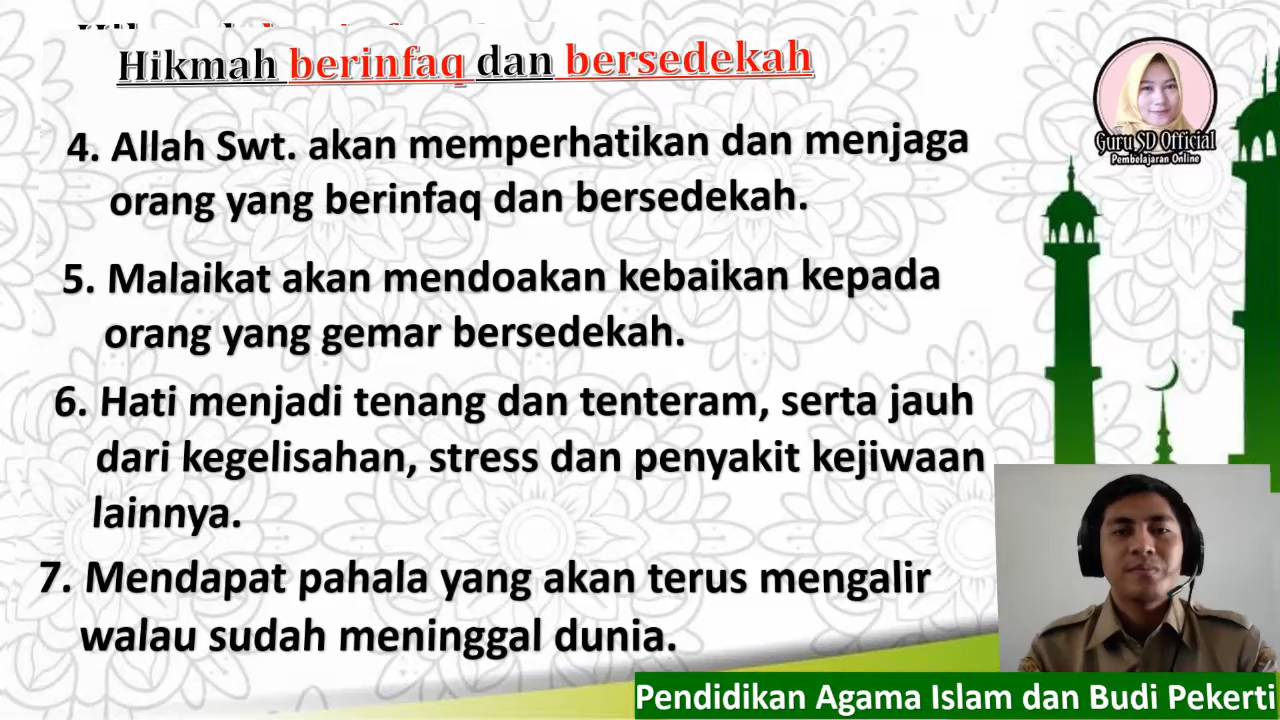 Hikmah berinfaq dan bersedekah
4. Allah Swt. akan memperhatikan dan menjaga
orang yang berinfaq dan bersedekah.
5. Malaikat akan mendoakan kebaikan kepada
orang yang gemar bersedekah.
6. Hati menjadi tenang dan tenteram, serta jauh
dari kegelisahan, stress dan penyakit kejiwaan
lainnya.
7. Mendapat pahala yang akan terus mengalir
walau sudah meninggal dunia.
Guru SD Official
Pembelajaran Online
Pendidikan Agama Islam dan Budi Pekerti